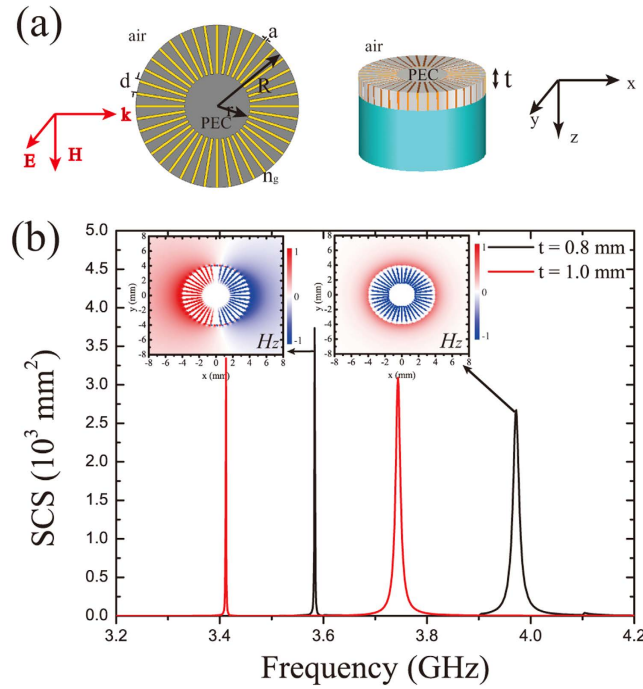 (a)
air
a
R
d
r
PEC
n_g
k
E
H
air
PEC
t
x
y
z
(b)
SCS (10³ mm²)
5.0
4.5
4.0
3.5
3.0
2.5
2.0
1.5
1.0
0.5
0.0
t = 0.8 mm
t = 1.0 mm
y (mm)
8
6
4
2
0
-2
-4
-6
-8
-8 -6 -4 -2 0 2 4 6 8
x (mm)
Hz
1
0
-1
y (mm)
8
6
4
2
0
-2
-4
-6
-8
-8 -6 -4 -2 0 2 4 6 8
x (mm)
Hz
1
0
-1
3.2 3.4 3.6 3.8 4.0 4.2
Frequency (GHz)